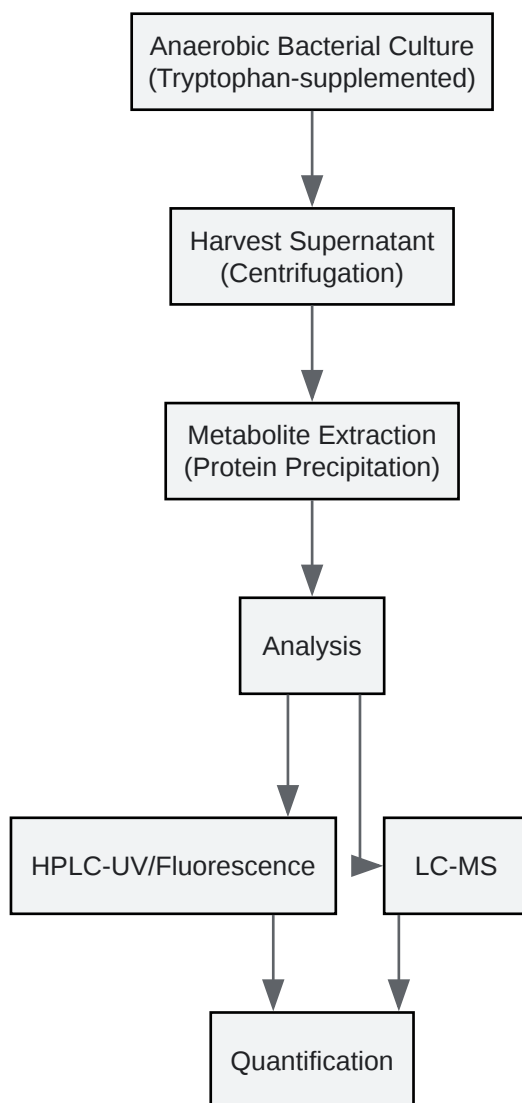 Anaerobic Bacterial Culture
(Tryptophan-supplemented)
Harvest Supernatant
(Centrifugation)
Metabolite Extraction
(Protein Precipitation)
Analysis
HPLC-UV/Fluorescence
LC-MS
Quantification